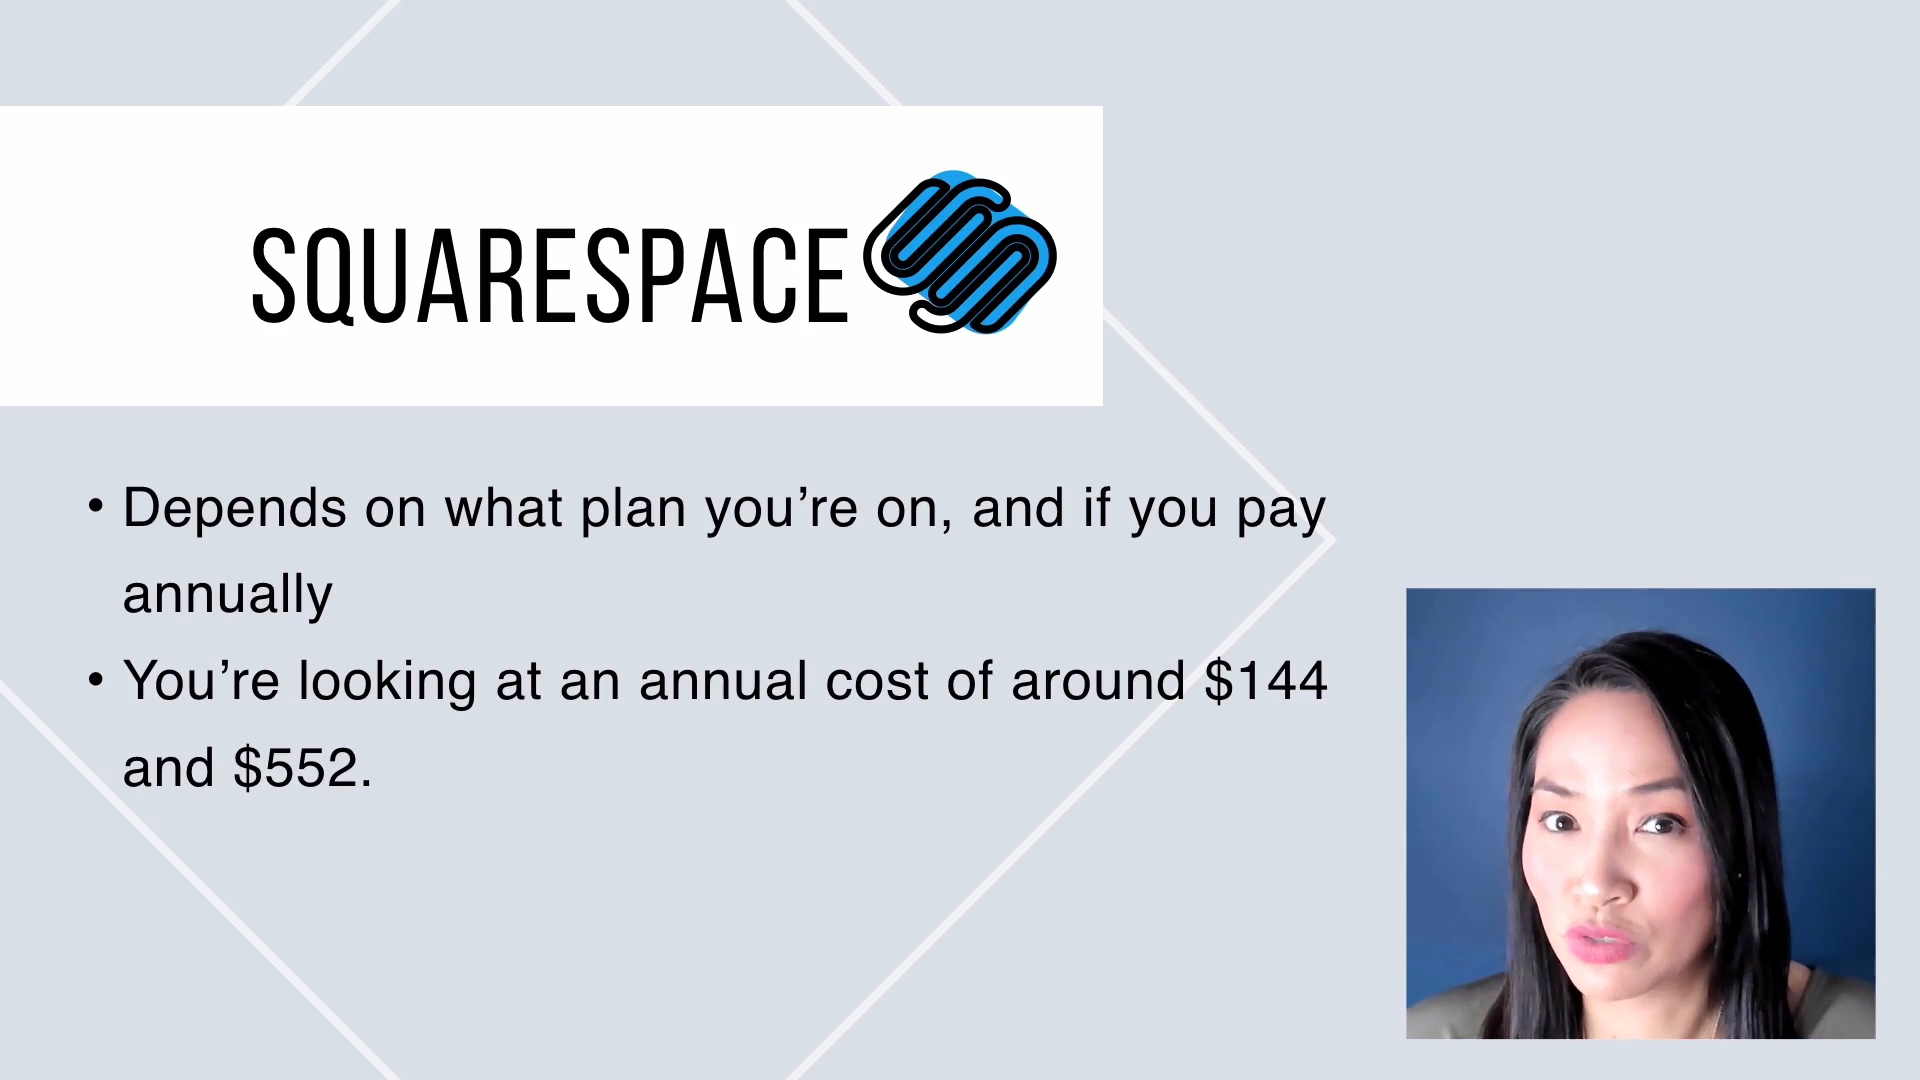 SQUARESPACE
• Depends on what plan you’re on, and if you pay
annually
• You’re looking at an annual cost of around $144
and $552.